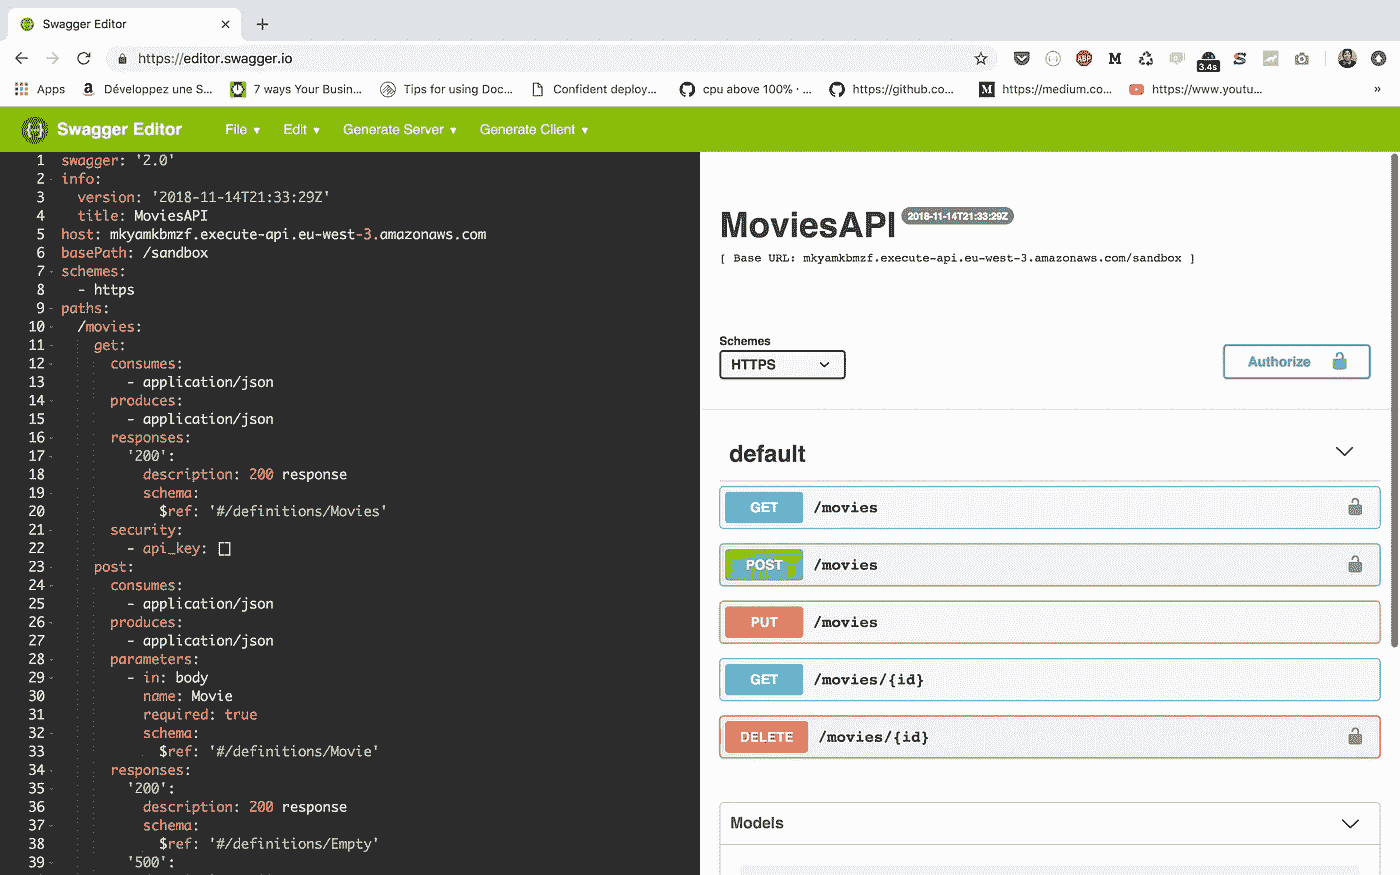 Swagger Editor
https://editor.swagger.io
ABP
M
3.4s
S
Apps
a Développez une S...
7 ways Your Busin...
Tips for using Doc...
Confident deploy...
cpu above 100% · ...
https://github.co...
M https://medium.co...
https://www.youtu...
»
Swagger Editor
File
Edit
Generate Server
Generate Client
1 swagger: '2.0'
2 info:
3 version: '2018-11-14T21:33:29Z'
4 title: MoviesAPI
5 host: mkyamkbmzf.execute-api.eu-west-3.amazonaws.com
6 basePath: /sandbox
7 schemes:
8 - https
9 paths:
10 /movies:
11 get:
12 consumes:
13 - application/json
14 produces:
15 - application/json
16 responses:
17 '200':
18 description: 200 response
19 schema:
20 $ref: '#/definitions/Movies'
21 security:
22 - api_key: []
23 post:
24 consumes:
25 - application/json
26 produces:
27 - application/json
28 parameters:
29 - in: body
30 name: Movie
31 required: true
32 schema:
33 $ref: '#/definitions/Movie'
34 responses:
35 '200':
36 description: 200 response
37 schema:
38 $ref: '#/definitions/Empty'
39 '500':
MoviesAPI 2018-11-14T21:33:29Z
[ Base URL: mkyamkbmzf.execute-api.eu-west-3.amazonaws.com/sandbox ]
Schemes
HTTPS
Authorize
default
GET /movies
POST /movies
PUT /movies
GET /movies/{id}
DELETE /movies/{id}
Models